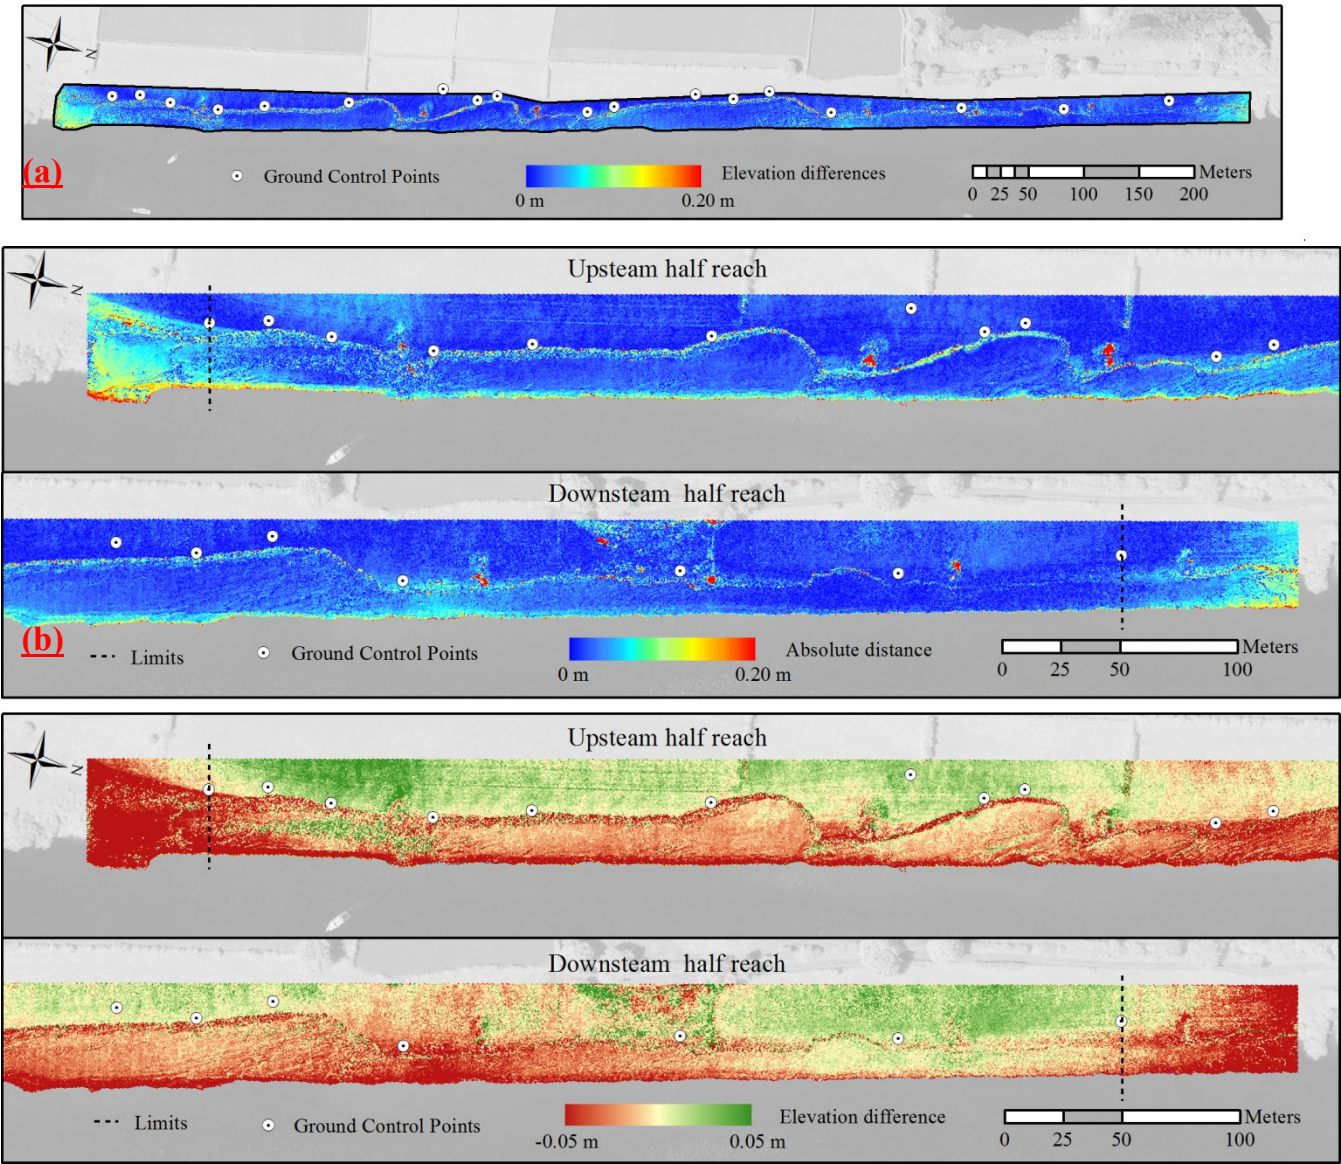 N
(a)
Ground Control Points
Elevation differences
0 m 0.20 m
Meters
0 25 50 100 150 200
Upsteam half reach
N
Downsteam half reach
(b)
Limits
Ground Control Points
Absolute distance
0 m 0.20 m
Meters
0 25 50 100
Upsteam half reach
N
Downsteam half reach
Limits
Ground Control Points
Elevation difference
-0.05 m 0.05 m
Meters
0 25 50 100